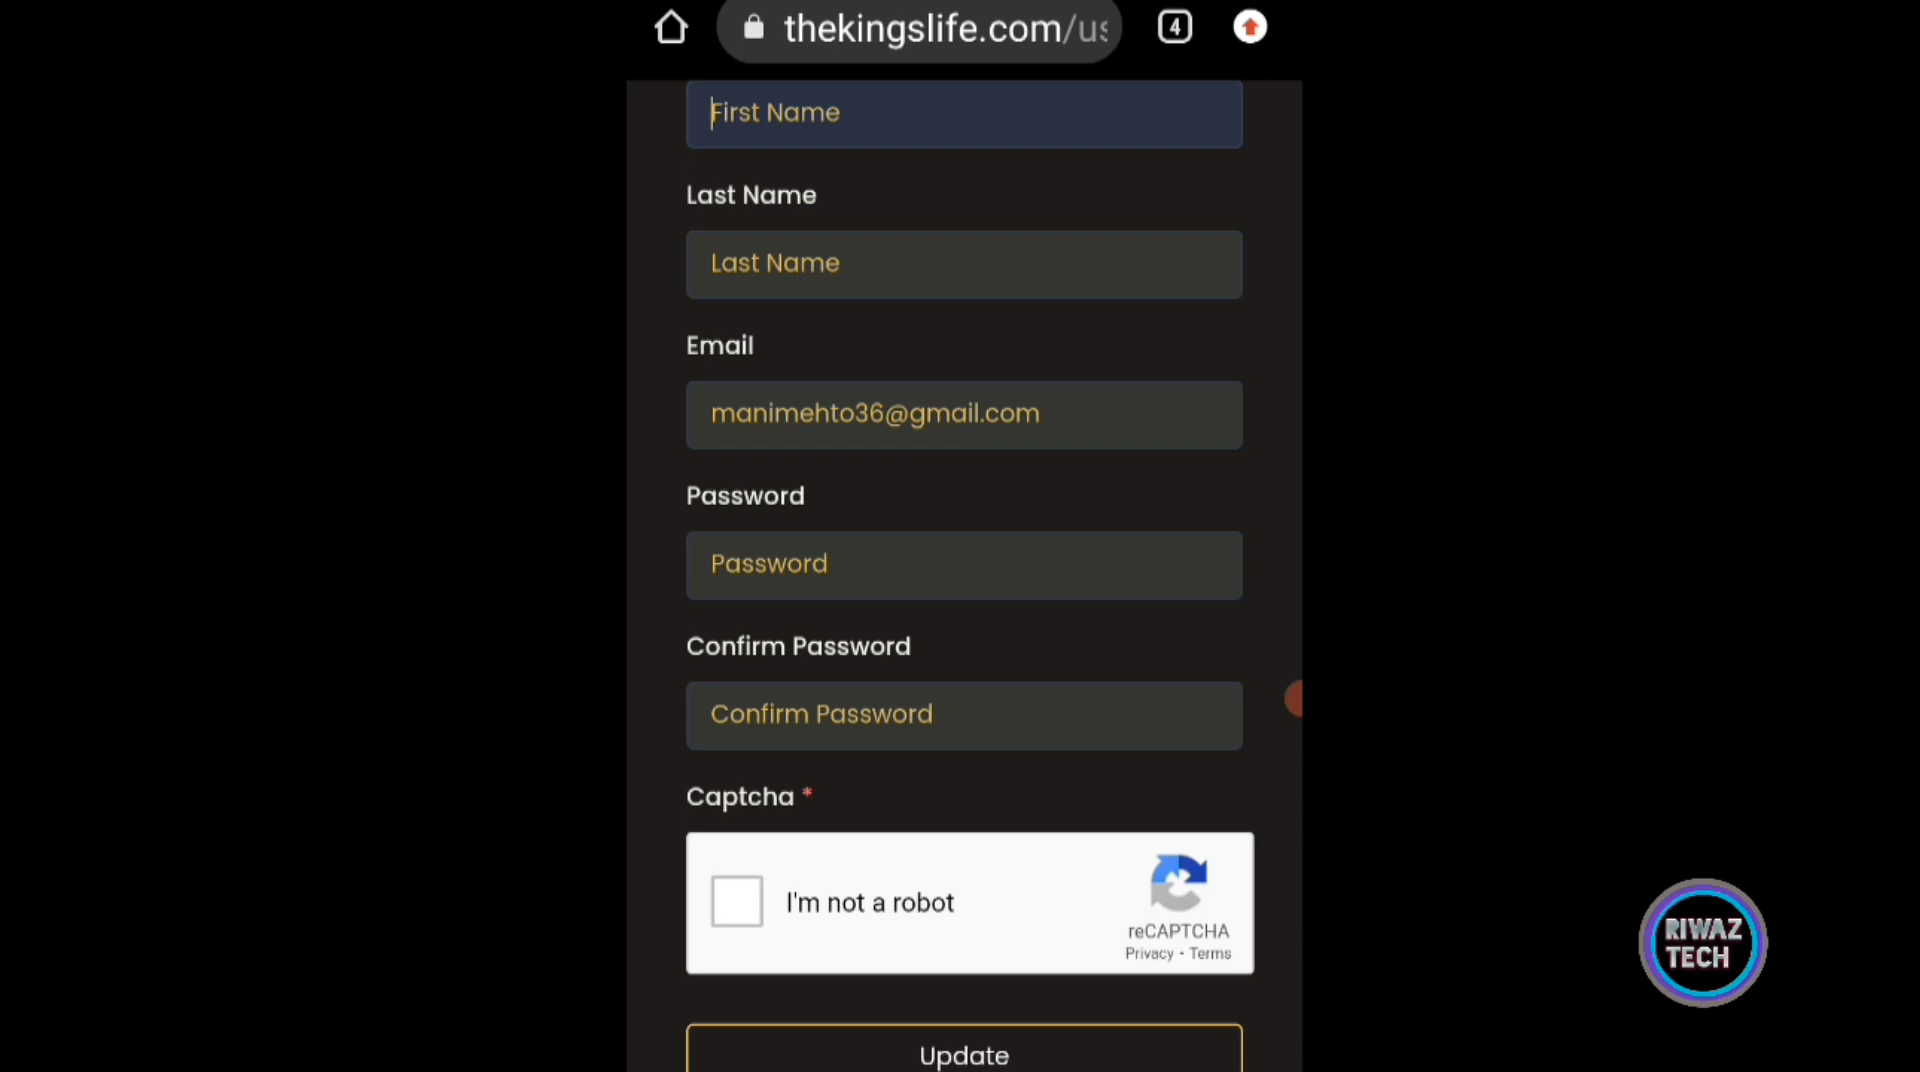 thekingslife.com/us
4
First Name
Last Name
Last Name
Email
manimehto36@gmail.com
Password
Password
Confirm Password
Confirm Password
Captcha *
I'm not a robot
reCAPTCHA
Privacy - Terms
Update
RIWAZ
TECH